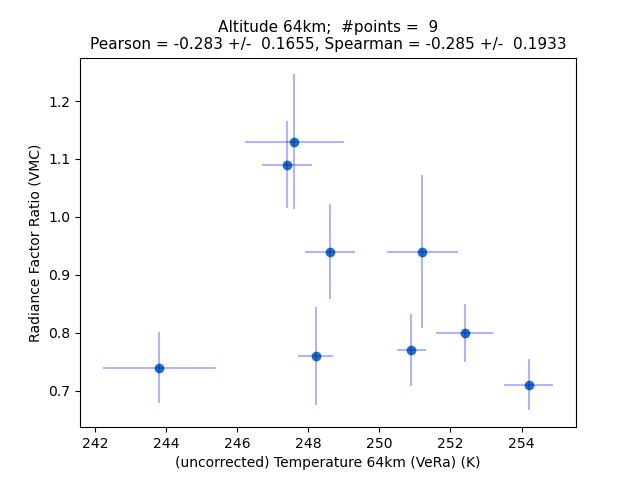 Altitude 64km;  #points =  9
Pearson = -0.283 +/-  0.1655, Spearman = -0.285 +/-  0.1933
1.2
1.1
1.0
0.9
0.8
0.7
Radiance Factor Ratio (VMC)
242 244 246 248 250 252 254
(uncorrected) Temperature 64km (VeRa) (K)